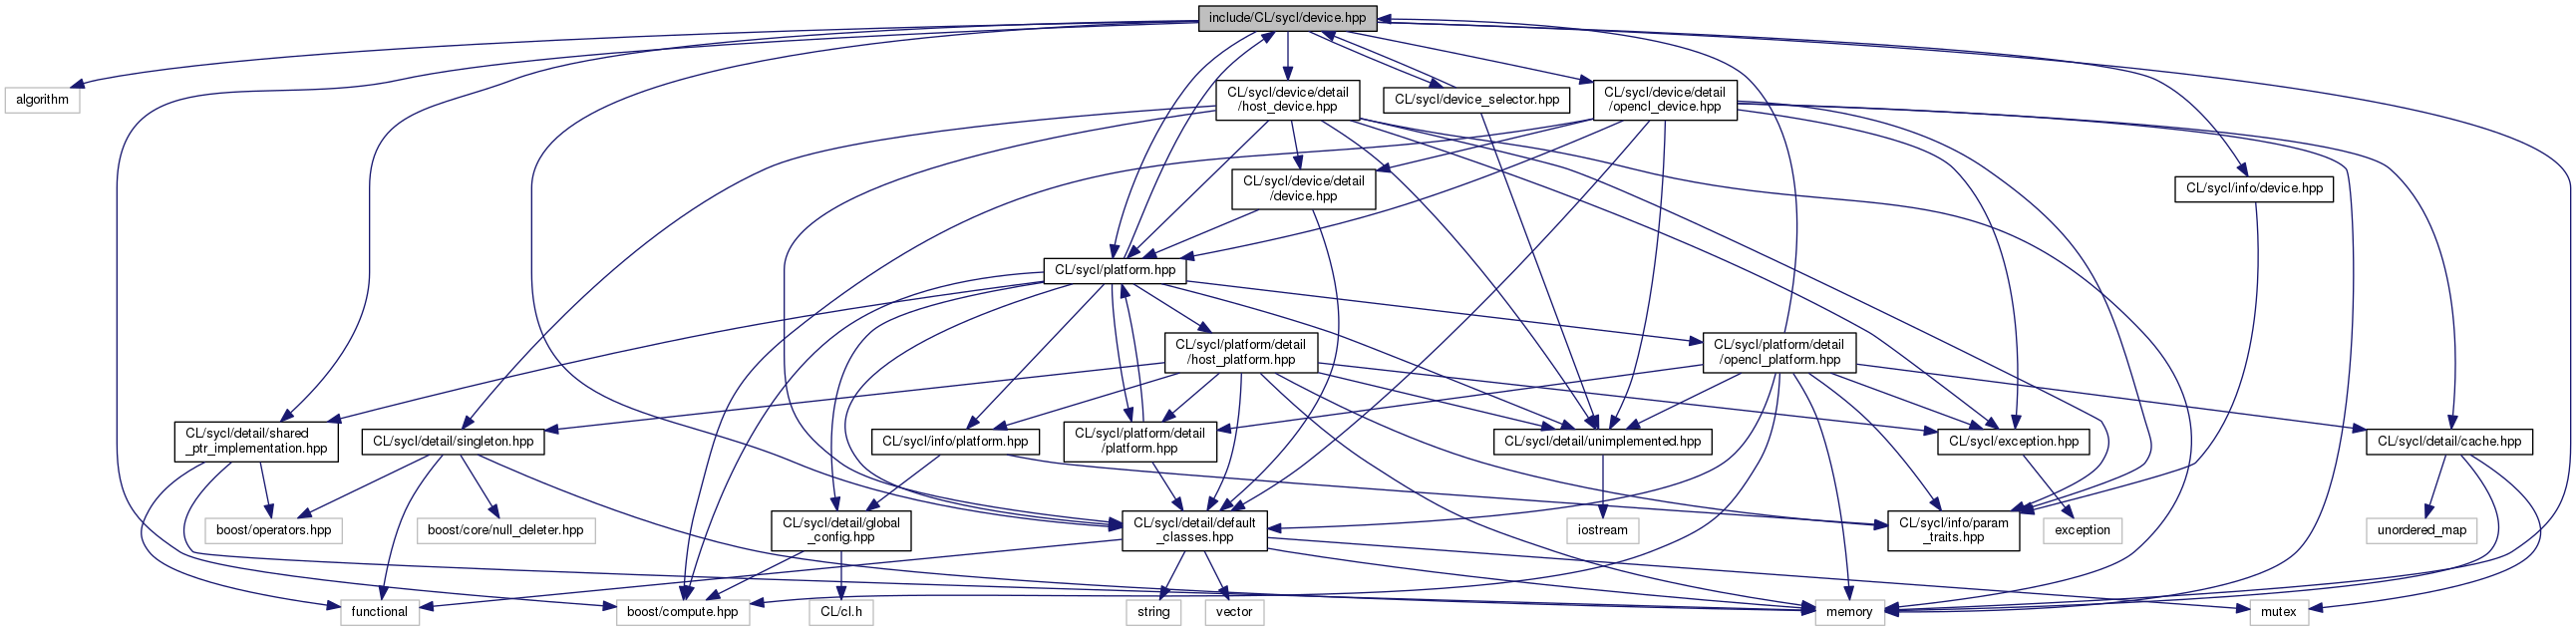 include/CL/sycl/device.hpp
algorithm
CL/sycl/device/detail
/host_device.hpp
CL/sycl/device_selector.hpp
CL/sycl/device/detail
/opencl_device.hpp
CL/sycl/device/detail
/device.hpp
CL/sycl/info/device.hpp
CL/sycl/platform.hpp
CL/sycl/platform/detail
/host_platform.hpp
CL/sycl/platform/detail
/opencl_platform.hpp
CL/sycl/detail/shared
_ptr_implementation.hpp
CL/sycl/detail/singleton.hpp
CL/sycl/info/platform.hpp
CL/sycl/platform/detail
/platform.hpp
CL/sycl/detail/unimplemented.hpp
CL/sycl/exception.hpp
CL/sycl/detail/cache.hpp
boost/operators.hpp
boost/core/null_deleter.hpp
CL/sycl/detail/global
_config.hpp
CL/sycl/detail/default
_classes.hpp
iostream
CL/sycl/info/param
_traits.hpp
exception
unordered_map
functional
boost/compute.hpp
CL/cl.h
string
vector
memory
mutex